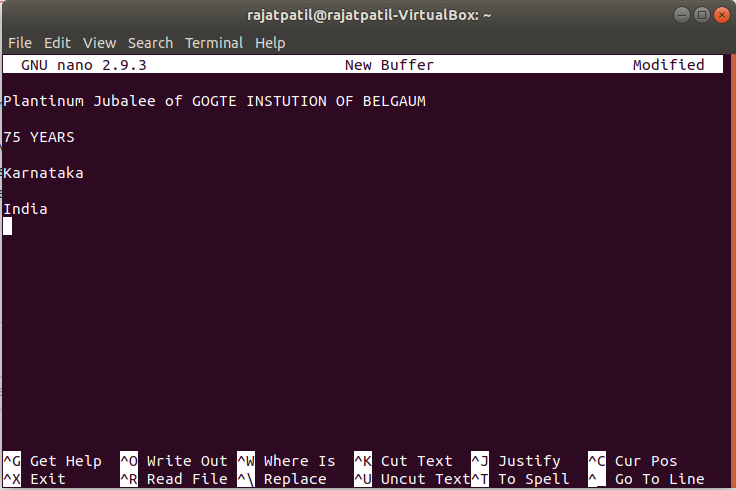 rajatpatil@rajatpatil-VirtualBox: ~
File Edit View Search Terminal Help
GNU nano 2.9.3 New Buffer Modified
Plantinum Jubalee of GOGTE INSTUTION OF BELGAUM
75 YEARS
Karnataka
India
^G Get Help ^O Write Out ^W Where Is ^K Cut Text ^J Justify ^C Cur Pos
^X Exit ^R Read File ^\ Replace ^U Uncut Text ^T To Spell ^_ Go To Line